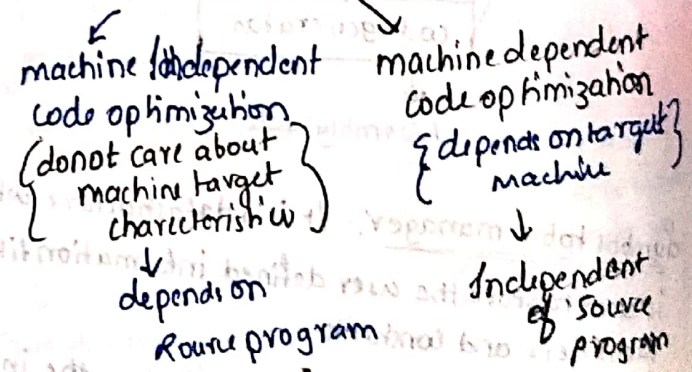 machine Independent
code optimization
{donot care about
machine target
charecteristics}
depends on
source program
machine dependent
code optimization
{depends on target
machine}
Independent
of source
program